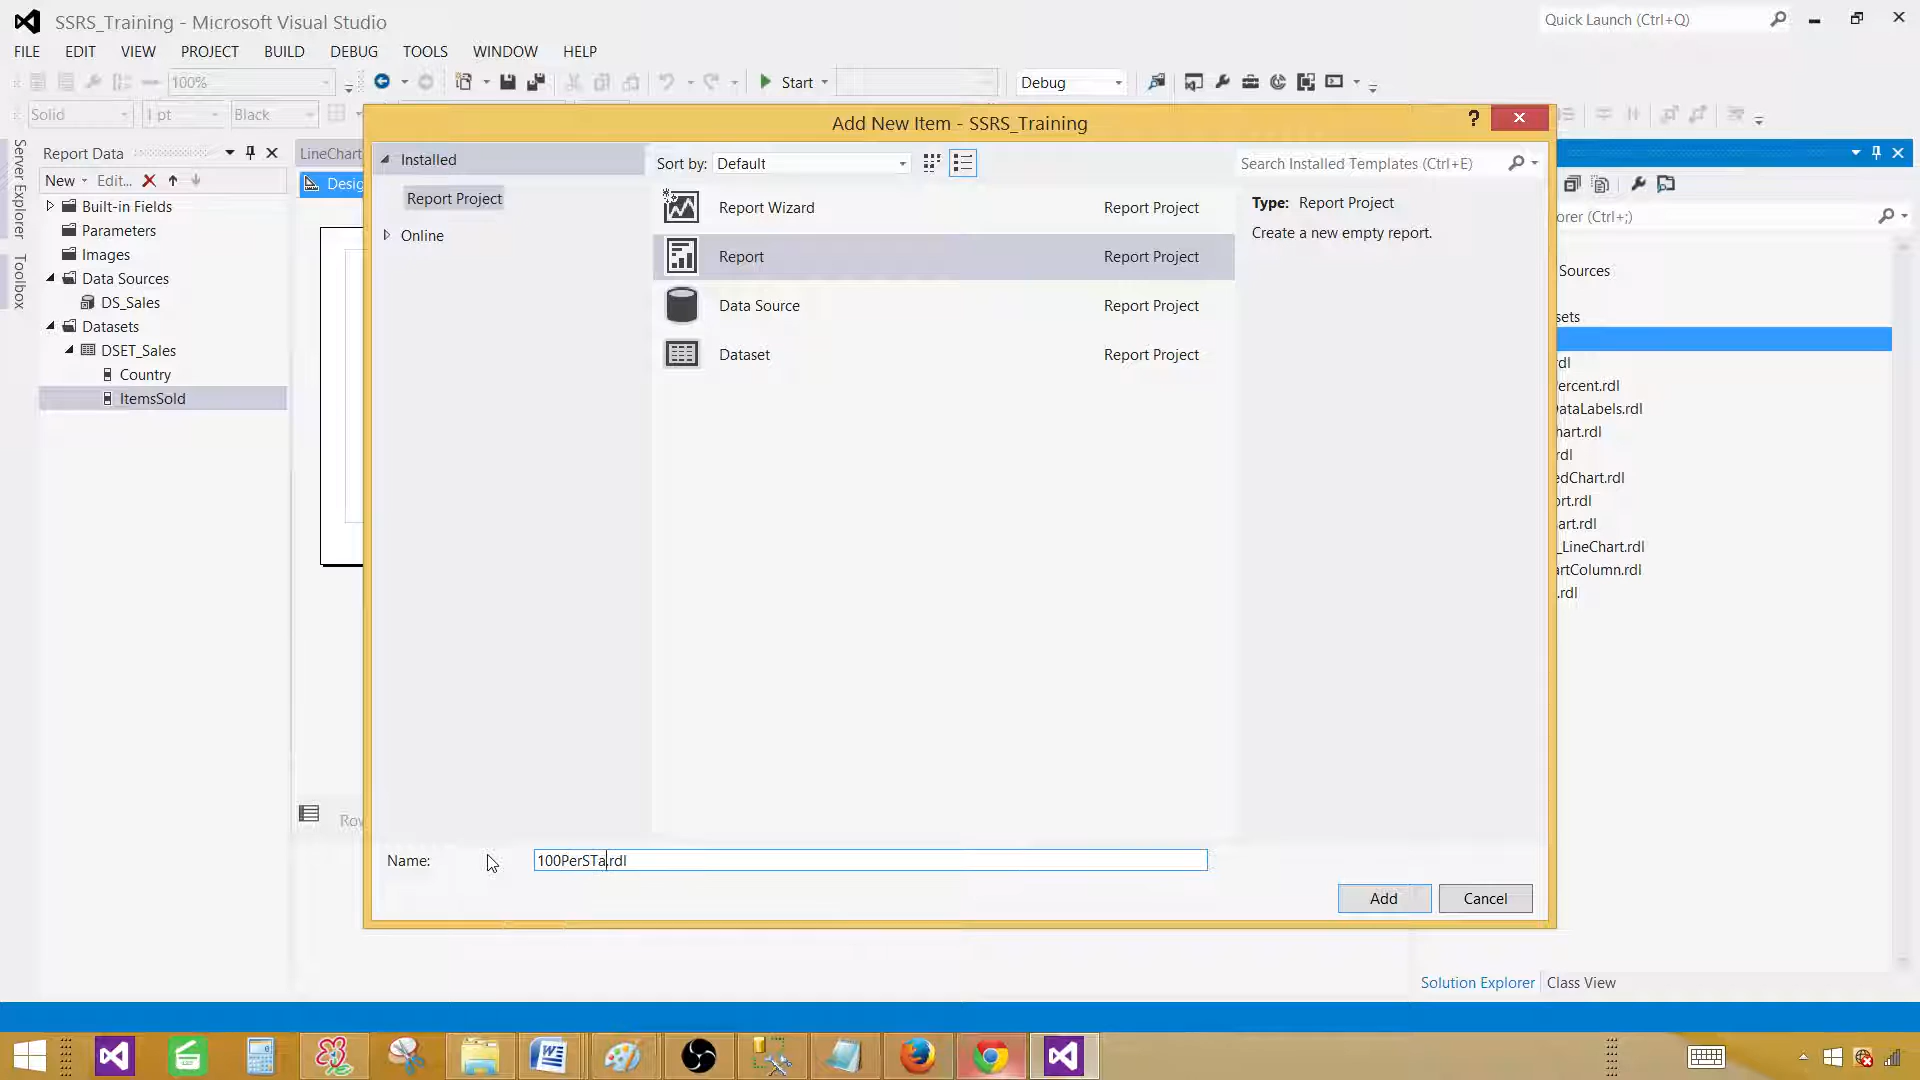 SSRS_Training - Microsoft Visual Studio
Quick Launch (Ctrl+Q)
FILE EDIT VIEW PROJECT BUILD DEBUG TOOLS WINDOW HELP
100% Start Debug
Solid 1 pt Black
Add New Item - SSRS_Training
?
Server Explorer
Toolbox
Report Data
New Edit...
Built-in Fields
Parameters
Images
Data Sources
DS_Sales
Datasets
DSET_Sales
Country
ItemsSold
LineChart
Desig
Row
Installed
Report Project
Online
Sort by: Default
Search Installed Templates (Ctrl+E)
Report Wizard Report Project
Report Report Project
Data Source Report Project
Dataset Report Project
Type: Report Project
Create a new empty report.
Name: 100PerSTa.rdl
Add Cancel
orer (Ctrl+;)
Sources
sets
rdl
ercent.rdl
DataLabels.rdl
hart.rdl
rdl
edChart.rdl
ort.rdl
art.rdl
_LineChart.rdl
artColumn.rdl
.rdl
Solution Explorer Class View